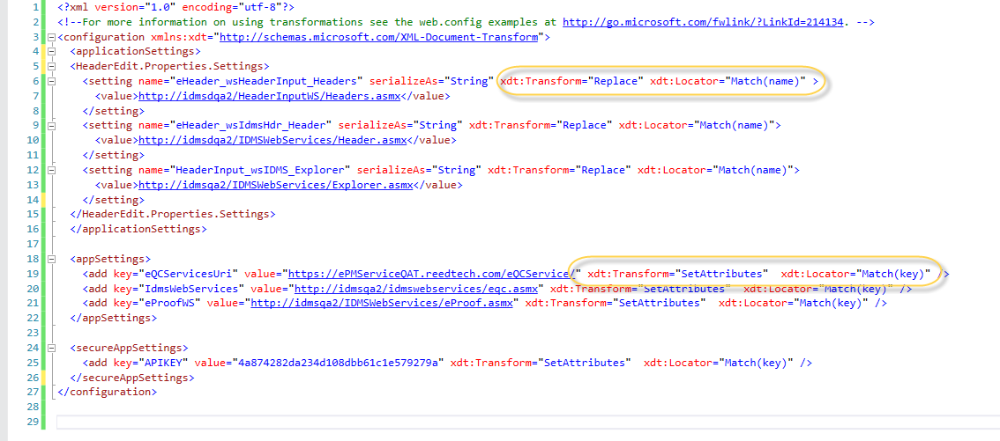 1 <?xml version="1.0" encoding="utf-8"?>
2 <!--For more information on using transformations see the web.config examples at http://go.microsoft.com/fwlink/?LinkId=214134. -->
3 <configuration xmlns:xdt="http://schemas.microsoft.com/XML-Document-Transform">
4 <applicationSettings>
5 <HeaderEdit.Properties.Settings>
6 <setting name="eHeader_wsHeaderInput_Headers" serializeAs="String" xdt:Transform="Replace" xdt:Locator="Match(name)" >
7 <value>http://idmsdqa2/HeaderInputWS/Headers.asmx</value>
8 </setting>
9 <setting name="eHeader_wsIdmsHdr_Header" serializeAs="String" xdt:Transform="Replace" xdt:Locator="Match(name)">
10 <value>http://idmsdqa2/IDMSWebServices/Header.asmx</value>
11 </setting>
12 <setting name="HeaderInput_wsIDMS_Explorer" serializeAs="String" xdt:Transform="Replace" xdt:Locator="Match(name)">
13 <value>http://idmsqa2/IDMSWebServices/Explorer.asmx</value>
14 </setting>
15 </HeaderEdit.Properties.Settings>
16 </applicationSettings>
17
18 <appSettings>
19 <add key="eQCServicesUri" value="https://ePMServiceQAT.reedtech.com/eQCService/" xdt:Transform="SetAttributes" xdt:Locator="Match(key)" />
20 <add key="IdmsWebServices" value="http://idmsqa2/idmswebservices/eqc.asmx" xdt:Transform="SetAttributes" xdt:Locator="Match(key)" />
21 <add key="eProofWS" value="http://idmsqa2/IDMSWebServices/eProof.asmx" xdt:Transform="SetAttributes" xdt:Locator="Match(key)" />
22 </appSettings>
23
24 <secureAppSettings>
25 <add key="APIKEY" value="4a874282da234d108dbb61c1e579279a" xdt:Transform="SetAttributes" xdt:Locator="Match(key)" />
26 </secureAppSettings>
27 </configuration>
28
29